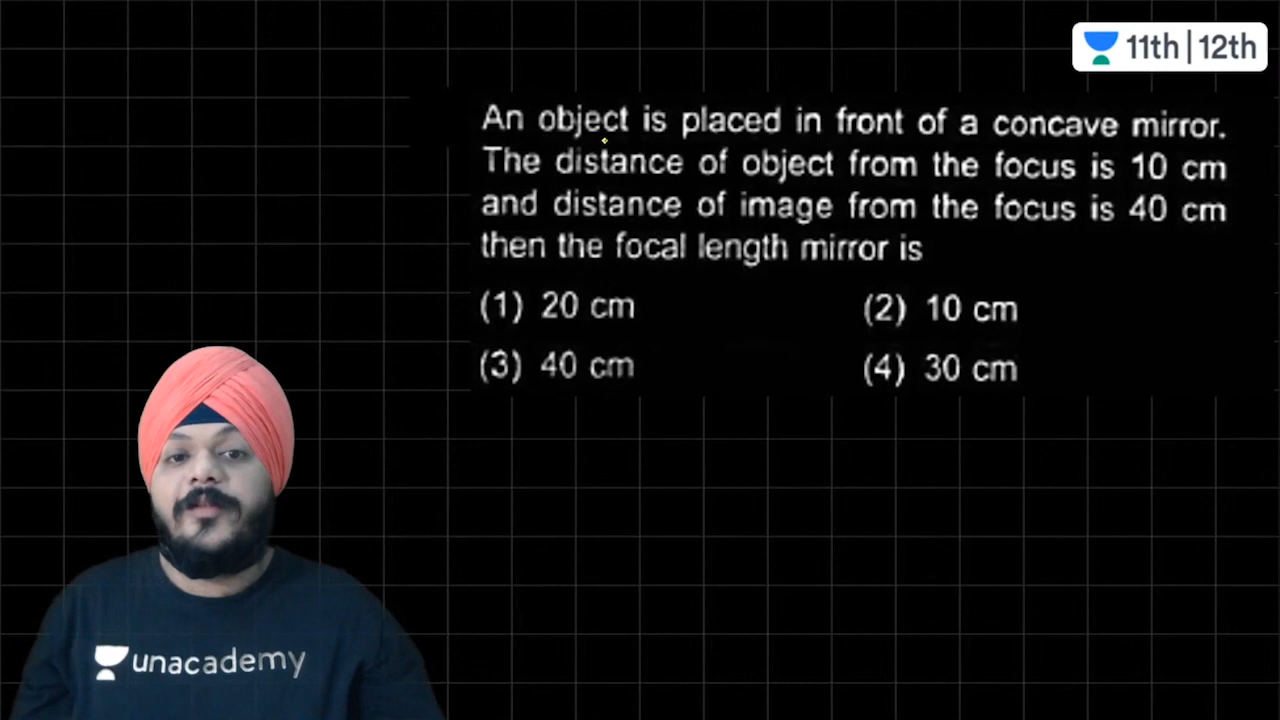 11th | 12th
An object is placed in front of a concave mirror.
The distance of object from the focus is 10 cm
and distance of image from the focus is 40 cm
then the focal length mirror is
(1) 20 cm (2) 10 cm
(3) 40 cm (4) 30 cm
unacademy